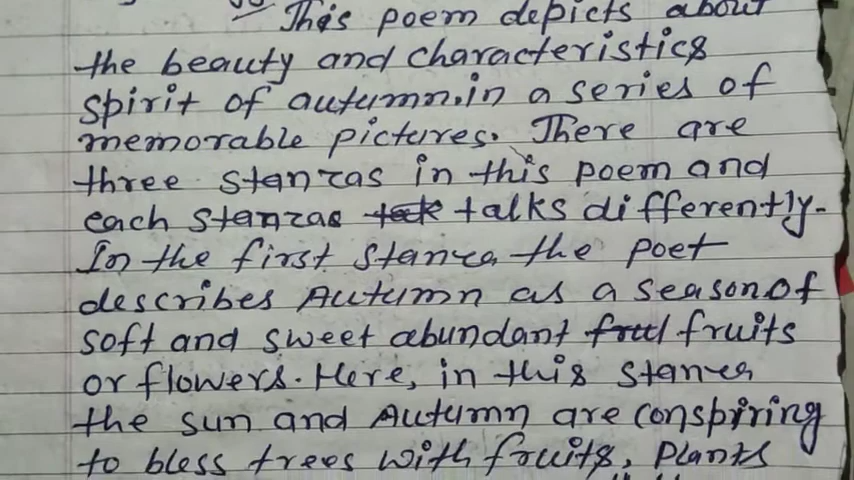 This poem depicts about
the beauty and characteristics
spirit of autumn. in a series of
memorable pictures. There are
three stanzas in this poem and
each stanzas talks differently.
In the first stanza the poet
describes Autumn as a season of
soft and sweet abundant fruits
or flowers. Here, in this stanza
the sun and Autumn are conspiring
to bless trees with fruits, Plants